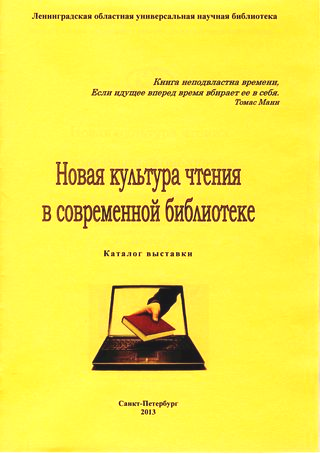 Ленинградская областная универсальная научная библиотека
Книга неподвластна времени,
Если идущее вперед время вбирает ее в себя.
Томас Манн
Новая культура чтения
в современной библиотеке
Каталог выставки
Санкт-Петербург
2013